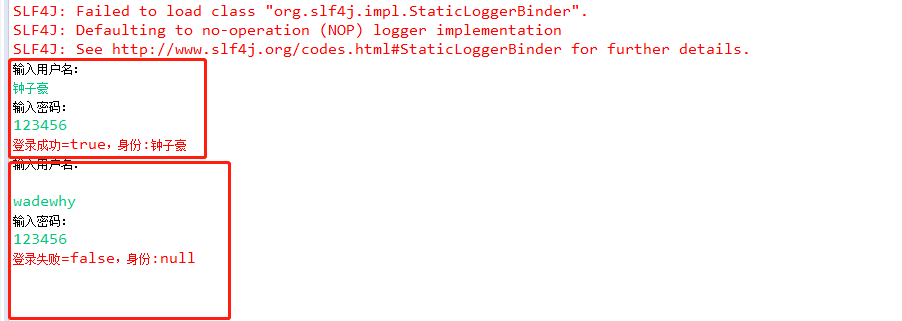 SLF4J: Failed to load class "org.slf4j.impl.StaticLoggerBinder".
SLF4J: Defaulting to no-operation (NOP) logger implementation
SLF4J: See http://www.slf4j.org/codes.html#StaticLoggerBinder for further details.
输入用户名:
钟子豪
输入密码:
123456
登录成功=true，身份:钟子豪
输入用户名:
wadewhy
输入密码:
123456
登录失败=false，身份:null